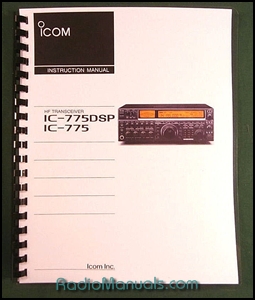 ICOM
INSTRUCTION MANUAL
HF TRANSCEIVER
IC-775DSP
IC-775
Icom Inc.
RadioManuals.com